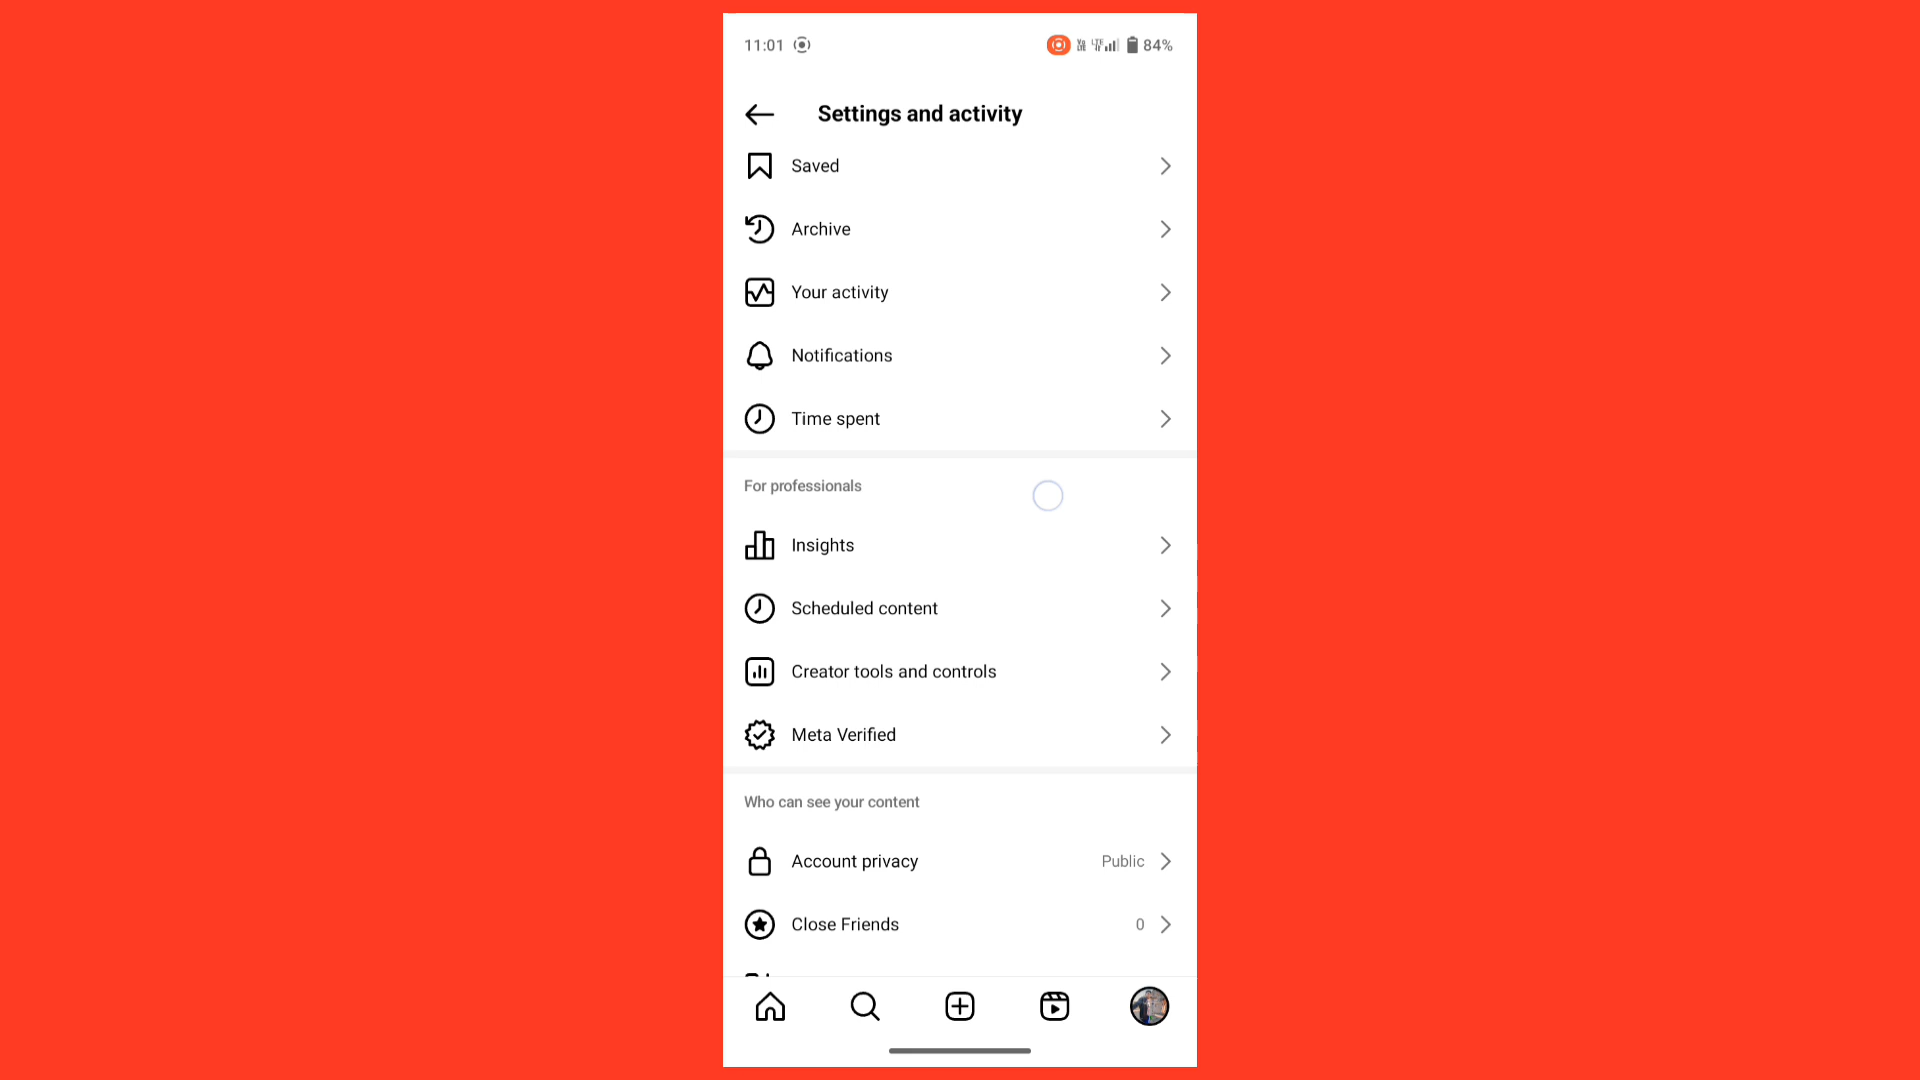 11:01 84%
Settings and activity
Saved
Archive
Your activity
Notifications
Time spent
For professionals
Insights
Scheduled content
Creator tools and controls
Meta Verified
Who can see your content
Account privacy Public
Close Friends 0